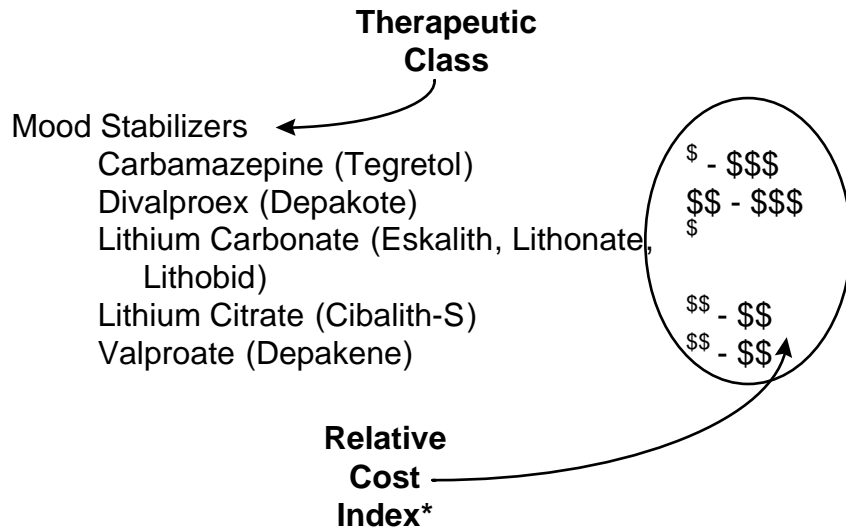 Therapeutic
Class
Mood Stabilizers
Carbamazepine (Tegretol) $ - $$$
Divalproex (Depakote) $$ - $$$
Lithium Carbonate (Eskalith, Lithonate, $
Lithobid)
Lithium Citrate (Cibalith-S) $$ - $$
Valproate (Depakene) $$ - $$
Relative
Cost
Index*